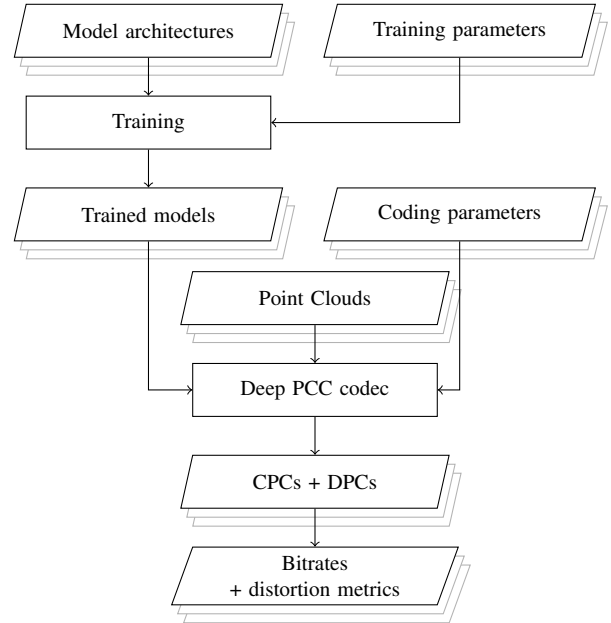 Model architectures
Training parameters
Training
Trained models
Coding parameters
Point Clouds
Deep PCC codec
CPCs + DPCs
Bitrates
+ distortion metrics